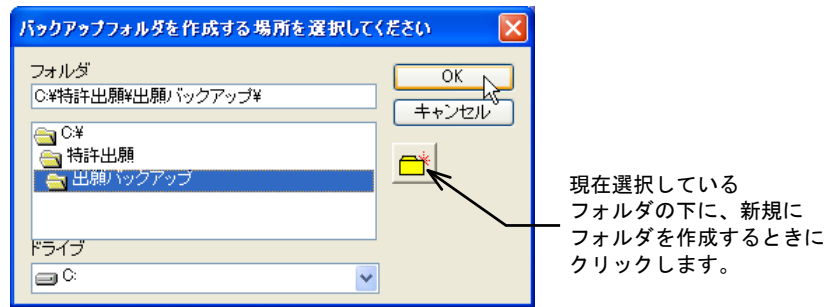 バックアップフォルダを作成する場所を選択してください
フォルダ
C:¥特許出願¥出願バックアップ¥
OK
キャンセル
C:¥
特許出願
出願バックアップ
現在選択している
フォルダの下に、新規に
フォルダを作成するときに
クリックします。
ドライブ
C: